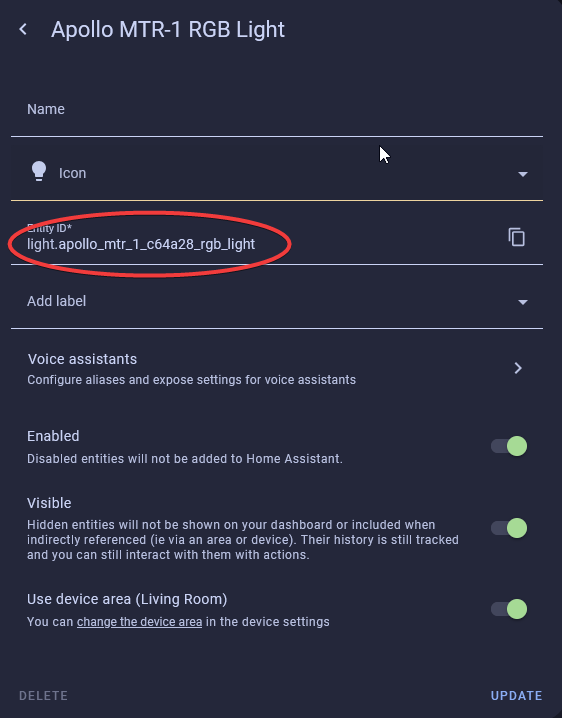 Apollo MTR-1 RGB Light
Name
Icon
Entity ID*
light.apollo_mtr_1_c64a28_rgb_light
Add label
Voice assistants
Configure aliases and expose settings for voice assistants
Enabled
Disabled entities will not be added to Home Assistant.
Visible
Hidden entities will not be shown on your dashboard or included when
indirectly referenced (ie via an area or device). Their history is still tracked
and you can still interact with them with actions.
Use device area (Living Room)
You can change the device area in the device settings
DELETE
UPDATE